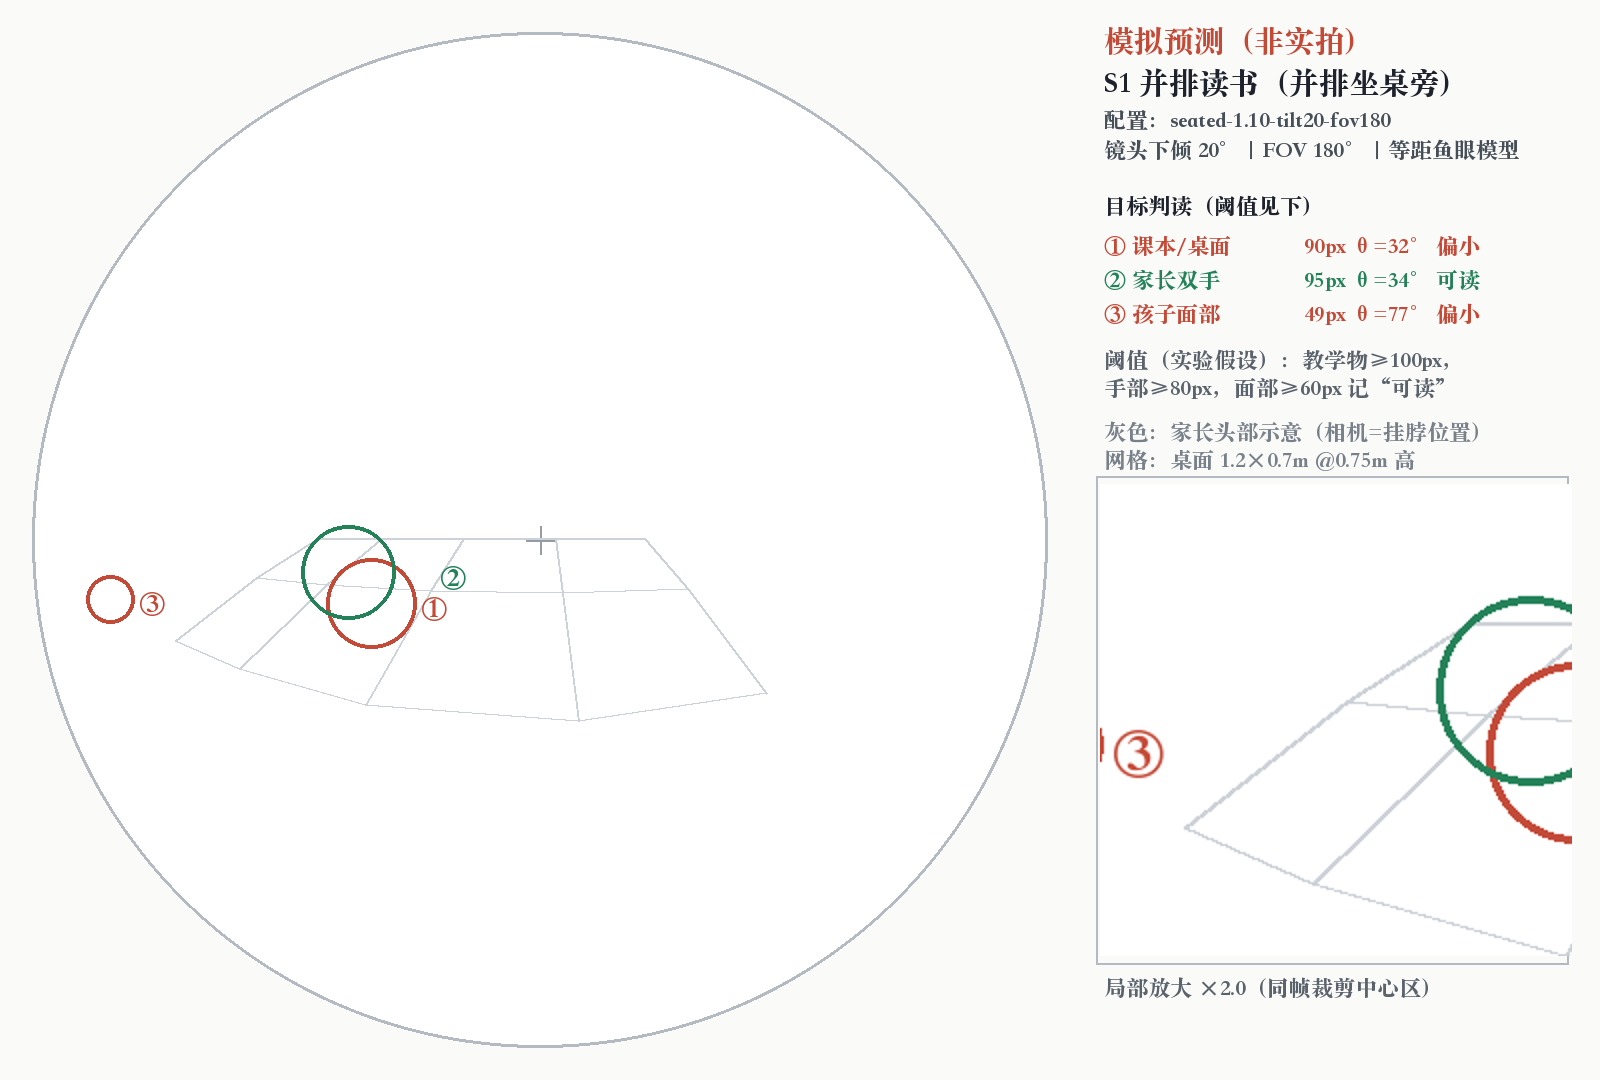 模拟预测（非实拍）
S1 并排读书（并排坐桌旁）
配置：seated-1.10-tilt20-fov180
镜头下倾 20° | FOV 180° | 等距鱼眼模型
目标判读（阈值见下）
① 课本/桌面 90px θ=32° 偏小
② 家长双手 95px θ=34° 可读
③ 孩子面部 49px θ=77° 偏小
阈值（实验假设）：教学物≥100px，
手部≥80px，面部≥60px 记“可读”
灰色：家长头部示意（相机=挂脖位置）
网格：桌面 1.2×0.7m @0.75m 高
②
③
①
③
局部放大 ×2.0（同帧裁剪中心区）